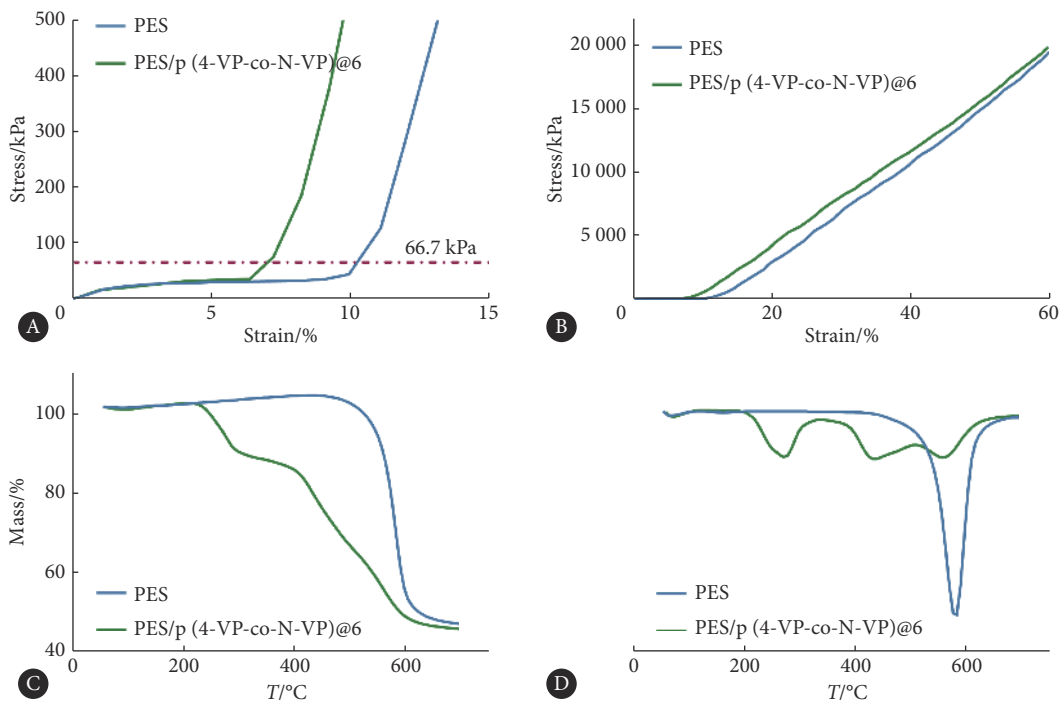 500
400
300
200
100
0
Stress/kPa
PES
PES/p (4-VP-co-N-VP)@6
66.7 kPa
5
10
15
Strain/%
A
20 000
15 000
10 000
5 000
0
Stress/kPa
PES
PES/p (4-VP-co-N-VP)@6
20
40
60
Strain/%
B
100
80
60
40
Mass/%
PES
PES/p (4-VP-co-N-VP)@6
0
200
400
600
T/°C
C
PES
PES/p (4-VP-co-N-VP)@6
0
200
400
600
T/°C
D